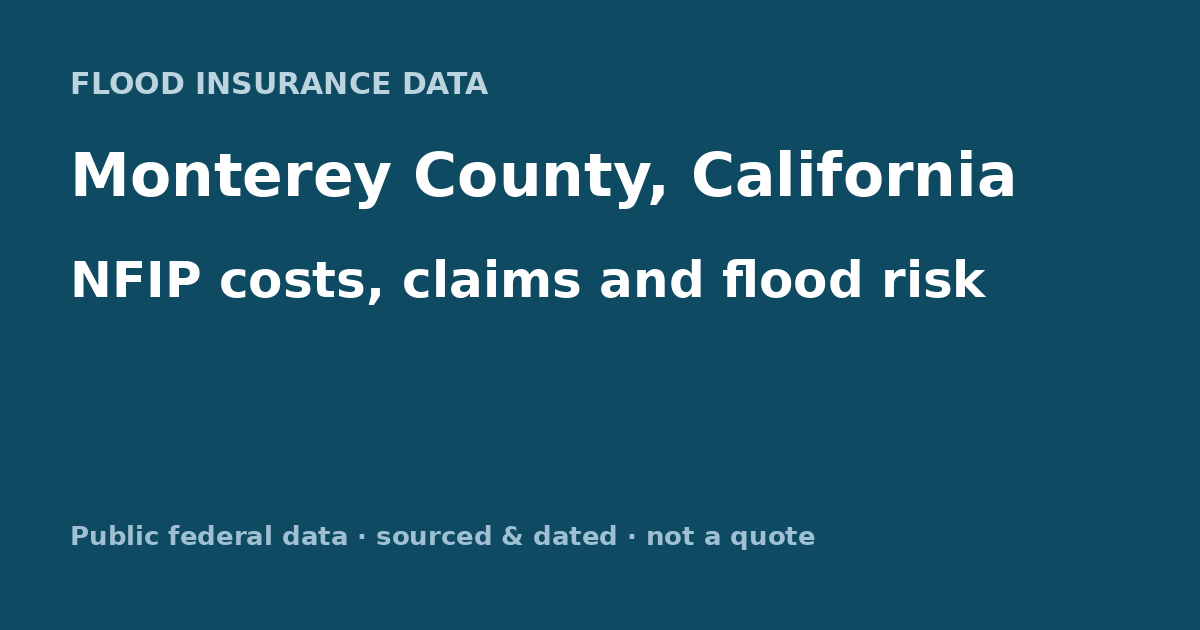 FLOOD INSURANCE DATA
Monterey County, California
NFIP costs, claims and flood risk
Public federal data · sourced & dated · not a quote